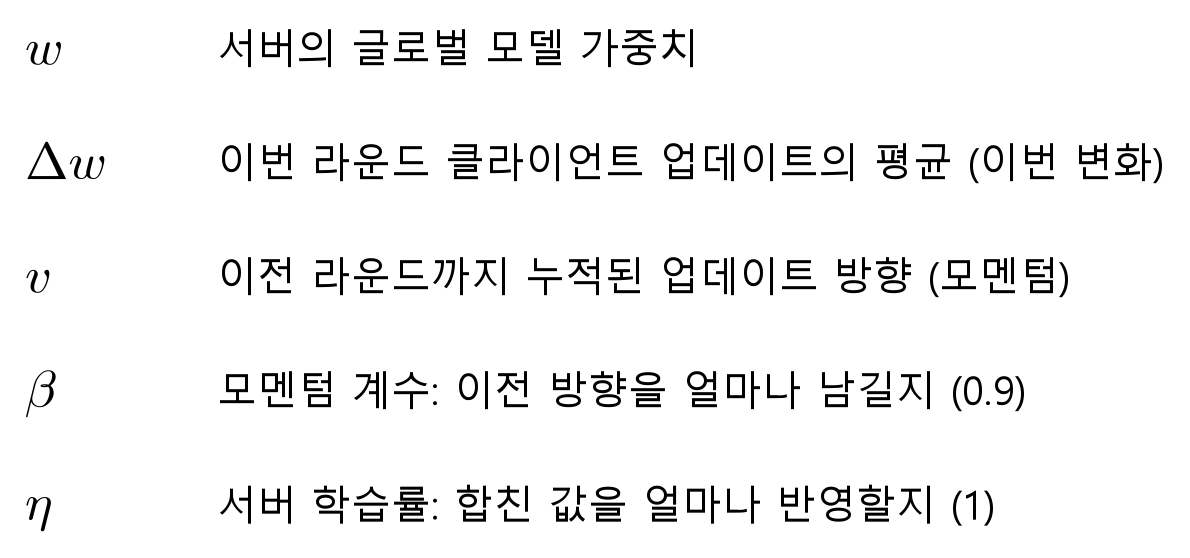 w 서버의 글로벌 모델 가중치
Δw 이번 라운드 클라이언트 업데이트의 평균 (이번 변화)
v 이전 라운드까지 누적된 업데이트 방향 (모멘텀)
β 모멘텀 계수: 이전 방향을 얼마나 남길지 (0.9)
η 서버 학습률: 합친 값을 얼마나 반영할지 (1)